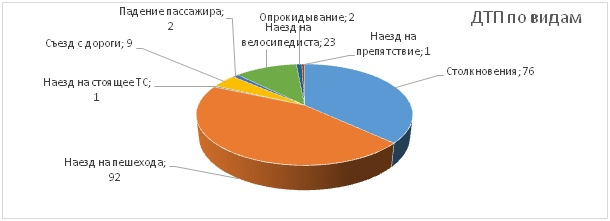 ДТП по видам
Падение пассажира;
2
Опрокидывание; 2
Наезд на
велосипедиста; 23
Наезд на
препятствие; 1
Съезд с дороги; 9
Столкновения; 76
Наезд на стоящее ТС;
1
Наезд на пешехода;
92